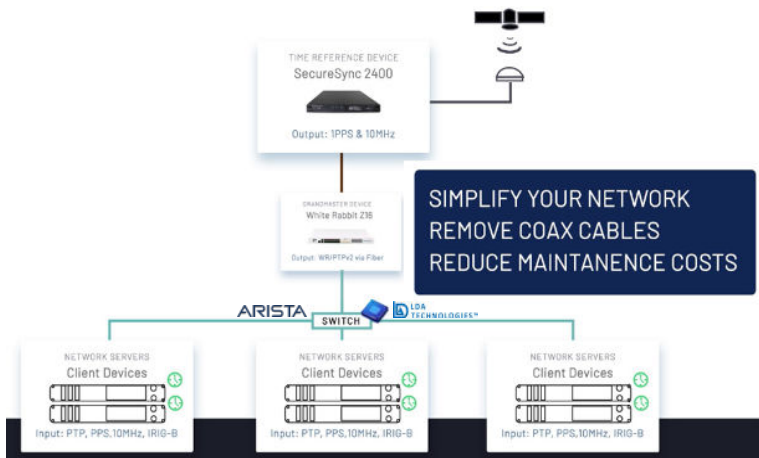 TIME REFERENCE DEVICE
SecureSync 2400
Output: 1PPS & 10MHz
GRANDMASTER DEVICE
White Rabbit Z16
Output: WR/PTPv2 via Fiber
SIMPLIFY YOUR NETWORK
REMOVE COAX CABLES
REDUCE MAINTANENCE COSTS
ARISTA
SWITCH
LDA
TECHNOLOGIES™
NETWORK SERVERS
Client Devices
Input: PTP, PPS,10MHz, IRIG-B
NETWORK SERVERS
Client Devices
Input: PTP, PPS,10MHz, IRIG-B
NETWORK SERVERS
Client Devices
Input: PTP, PPS,10MHz, IRIG-B